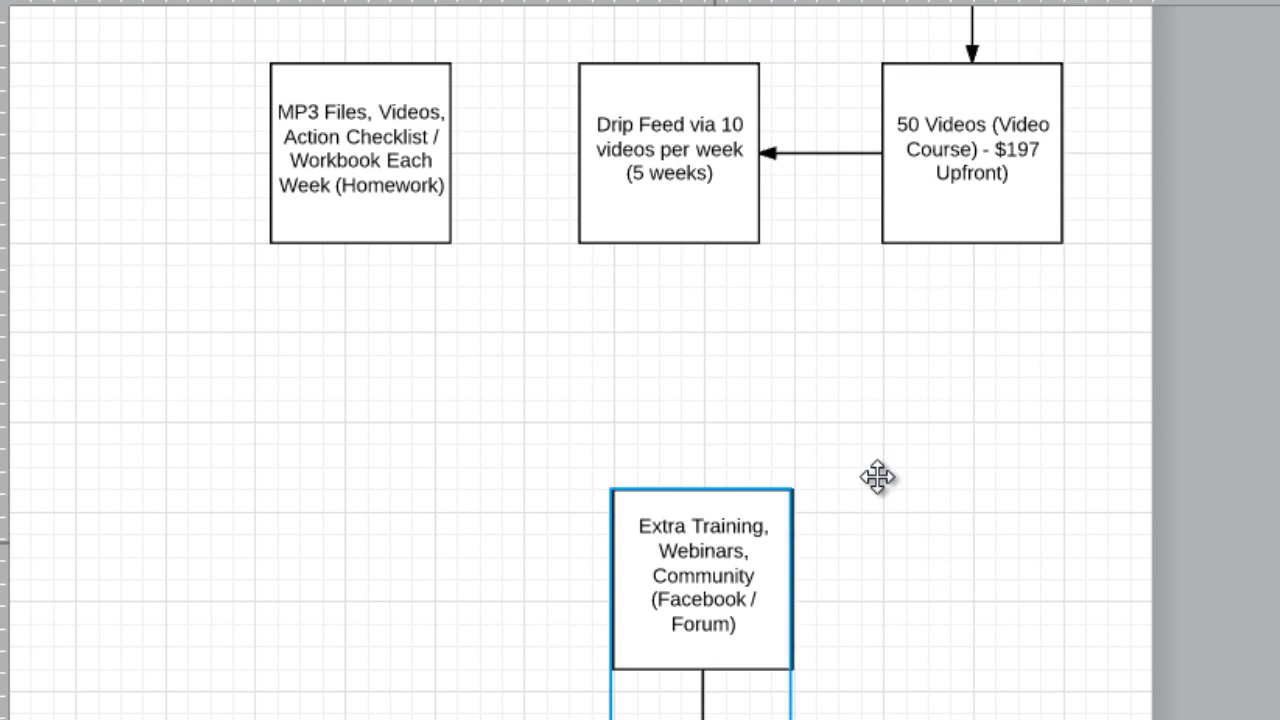 MP3 Files, Videos,
Action Checklist /
Workbook Each
Week (Homework)
Drip Feed via 10
videos per week
(5 weeks)
50 Videos (Video
Course) - $197
Upfront)
Extra Training,
Webinars,
Community
(Facebook /
Forum)